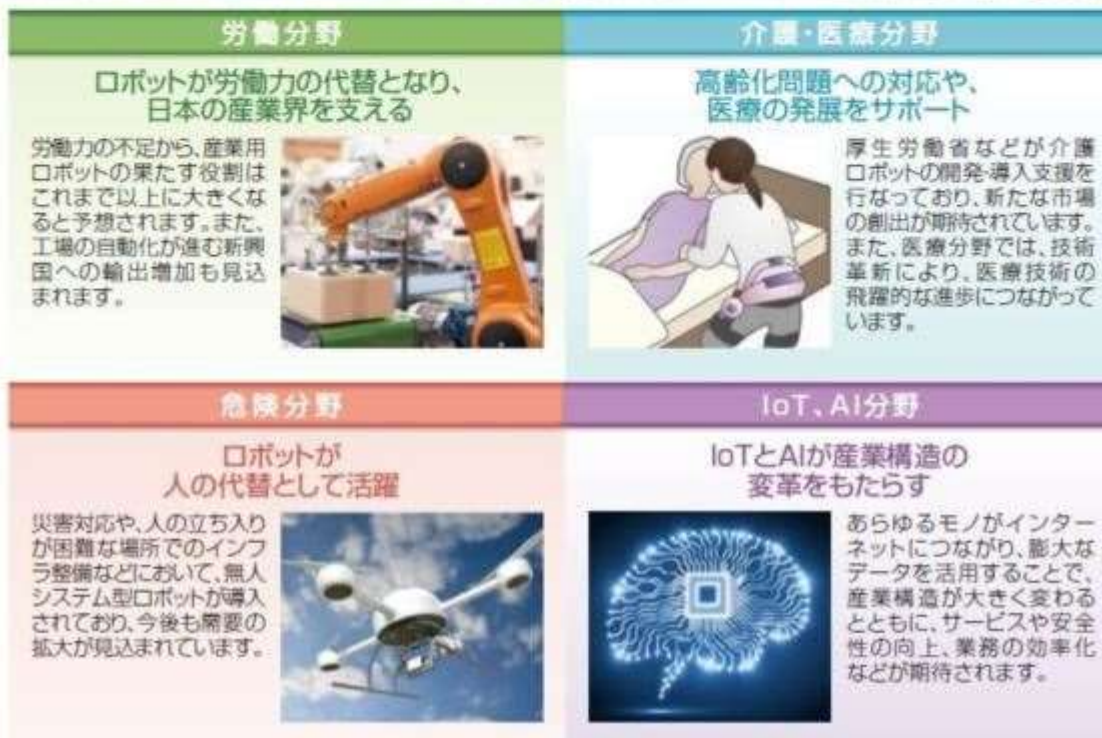 労働分野
ロボットが労働力の代替となり、
日本の産業界を支える
労働力の不足から、産業用
ロボットの果たす役割は
これまで以上に大きくな
ると予想されます。また、
工場の自動化が進む新興
国への輸出増加も見込
まれます。
介護・医療分野
高齢化問題への対応や、
医療の発展をサポート
厚生労働省などが介護
ロボットの開発・導入支援を
行なっており、新たな市場
の創出が期待されています。
また、医療分野では、技術
革新により、医療技術の
飛躍的な進歩につながって
います。
危険分野
ロボットが
人の代替として活躍
災害対応や、人の立ち入り
が困難な場所でのインフ
ラ整備などにおいて、無人
システム型ロボットが導入
されており、今後も需要の
拡大が見込まれています。
IoT、AI分野
IoTとAIが産業構造の
変革をもたらす
あらゆるモノがインター
ネットにつながり、膨大な
データを活用することで、
産業構造が大きく変わる
とともに、サービスや安全
性の向上、業務の効率化
などが期待されます。